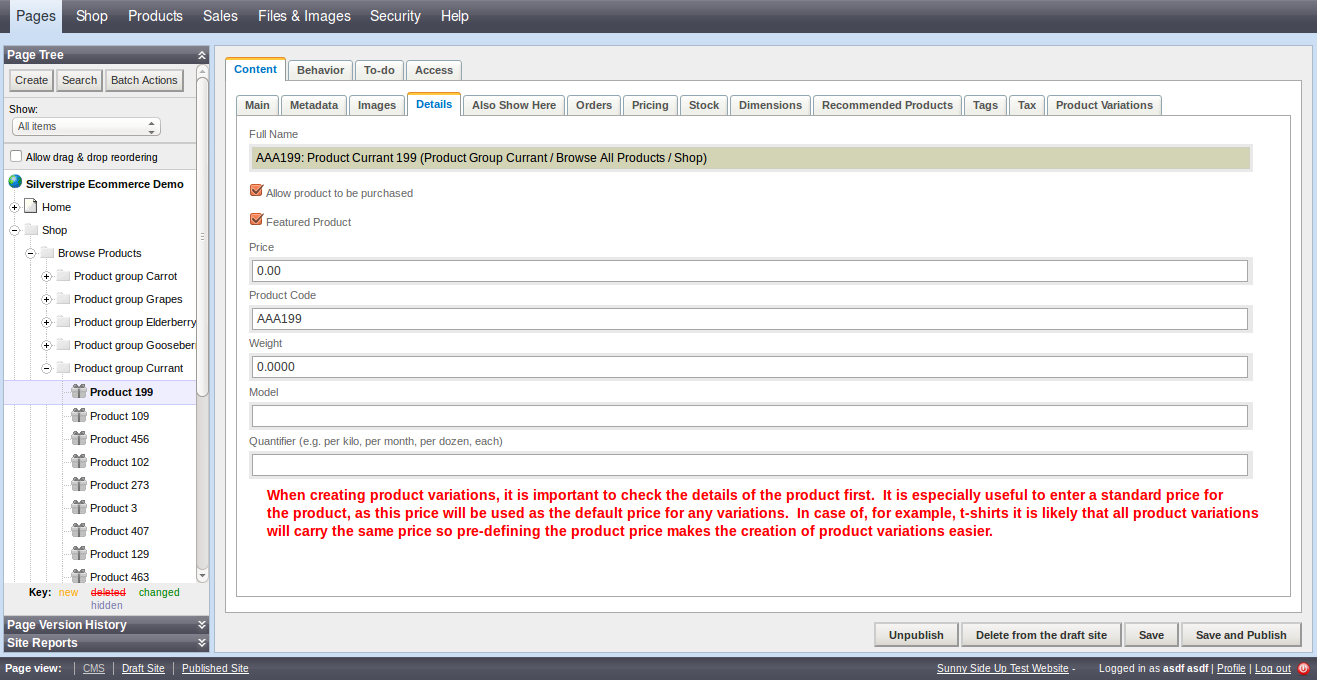 Pages Shop Products Sales Files & Images Security Help
Page Tree
Create Search Batch Actions
Show:
All items
Allow drag & drop reordering
Silverstripe Ecommerce Demo
Home
Shop
Browse Products
Product group Carrot
Product group Grapes
Product group Elderberry
Product group Gooseber
Product group Currant
Product 199
Product 109
Product 456
Product 102
Product 273
Product 3
Product 407
Product 129
Product 463
Key: new deleted changed
hidden
Page Version History
Site Reports
Content Behavior To-do Access
Main Metadata Images Details Also Show Here Orders Pricing Stock Dimensions Recommended Products Tags Tax Product Variations
Full Name
AAA199: Product Currant 199 (Product Group Currant / Browse All Products / Shop)
Allow product to be purchased
Featured Product
Price
0.00
Product Code
AAA199
Weight
0.0000
Model
Quantifier (e.g. per kilo, per month, per dozen, each)
When creating product variations, it is important to check the details of the product first.  It is especially useful to enter a standard price for
the product, as this price will be used as the default price for any variations.  In case of, for example, t-shirts it is likely that all product variations
will carry the same price so pre-defining the product price makes the creation of product variations easier.
Unpublish Delete from the draft site Save Save and Publish
Page view: | CMS | Draft Site | Published Site
Sunny Side Up Test Website - Logged in as asdf asdf | Profile | Log out